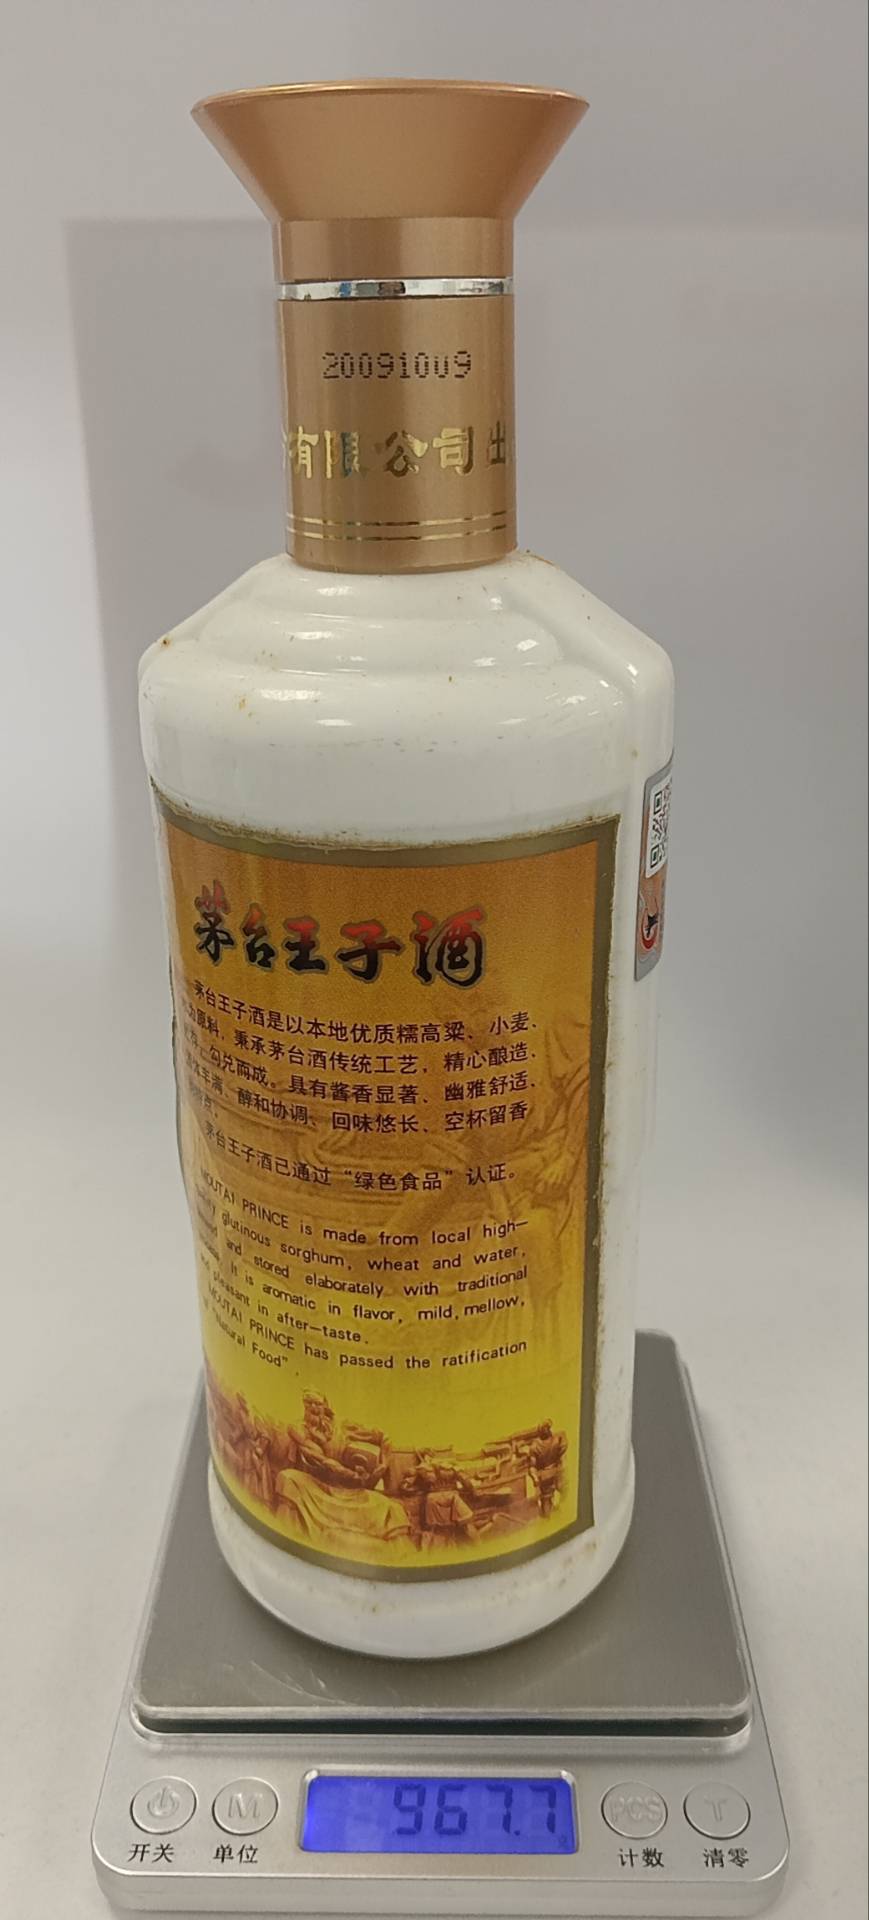 20091009
有限公司出
茅台王子酒
茅台王子酒是以本地优质糯高粱、小麦、
为原料，秉承茅台酒传统工艺，精心酿造、
勾兑而成。具有酱香显著、幽雅舒适、
丰满、醇和协调、回味悠长、空杯留香
茅台王子酒已通过“绿色食品”认证。
MOUTAI PRINCE is made from local high—
glutinous sorghum, wheat and water,
and stored elaborately with traditional
It is aromatic in flavor, mild, mellow,
and pleasant in after—taste.
MOUTAI PRINCE has passed the ratification
"Natural Food".
967.7
M
PCS
T
开关
单位
计数
清零